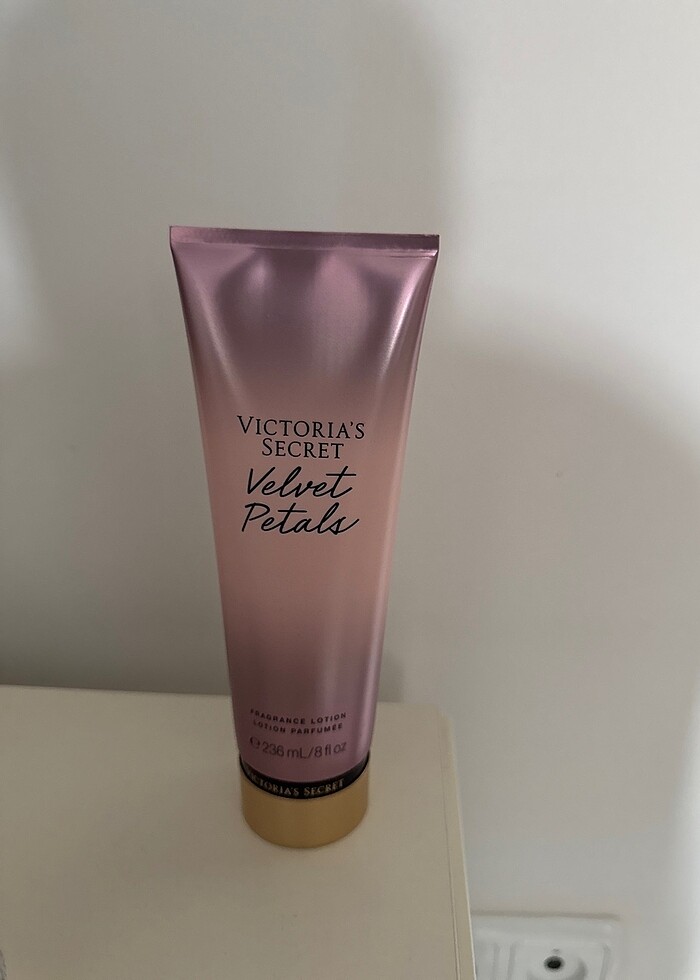 VICTORIA'S
SECRET
Velvet
Petals
FRAGRANCE LOTION
LOTION PARFUMÉE
℮ 236 mL/8 fl oz
VICTORIA'S SECRET